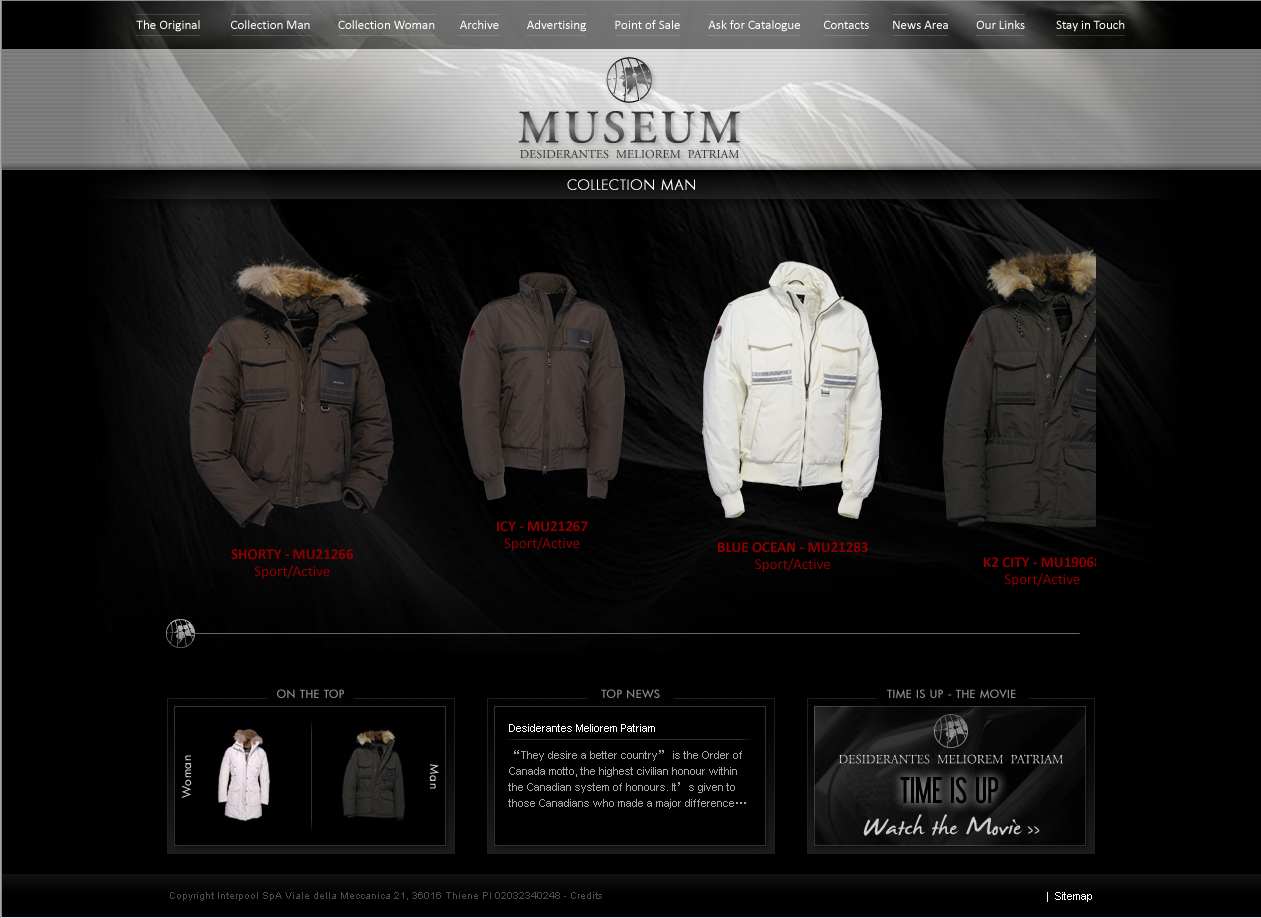 The Original Collection Man Collection Woman Archive Advertising Point of Sale Ask for Catalogue Contacts News Area Our Links Stay in Touch
MUSEUM
DESIDERANTES MELIOREM PATRIAM
COLLECTION MAN
SHORTY - MU21266
Sport/Active
ICY - MU21267
Sport/Active
BLUE OCEAN - MU21283
Sport/Active
K2 CITY - MU1906
Sport/Active
ON THE TOP
Woman
Man
TOP NEWS
Desiderantes Meliorem Patriam
“They desire a better country” is the Order of
Canada motto, the highest civilian honour within
the Canadian system of honours. It’s given to
those Canadians who made a major difference…
TIME IS UP - THE MOVIE
DESIDERANTES MELIOREM PATRIAM
TIME IS UP
Watch the Movie >>
Copyright Interpool SpA Viale della Meccanica 21, 36016 Thiene PI 02032340248 - Credits
| Sitemap